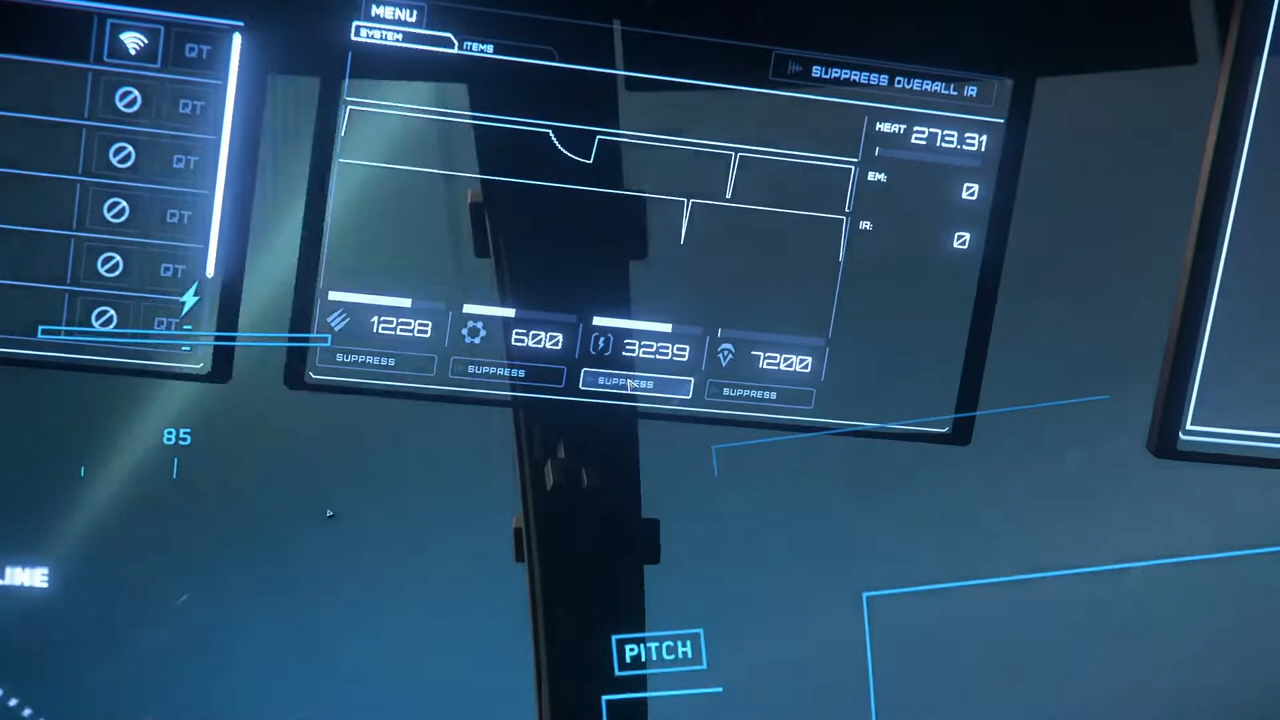 MENU
SYSTEM
ITEMS
SUPPRESS OVERALL IR
HEAT 273.31
EM: 0
IR: 0
QT
QT
QT
QT
QT
QT
1228
600
3239
7200
SUPPRESS
SUPPRESS
SUPPRESS
SUPPRESS
85
LINE
PITCH